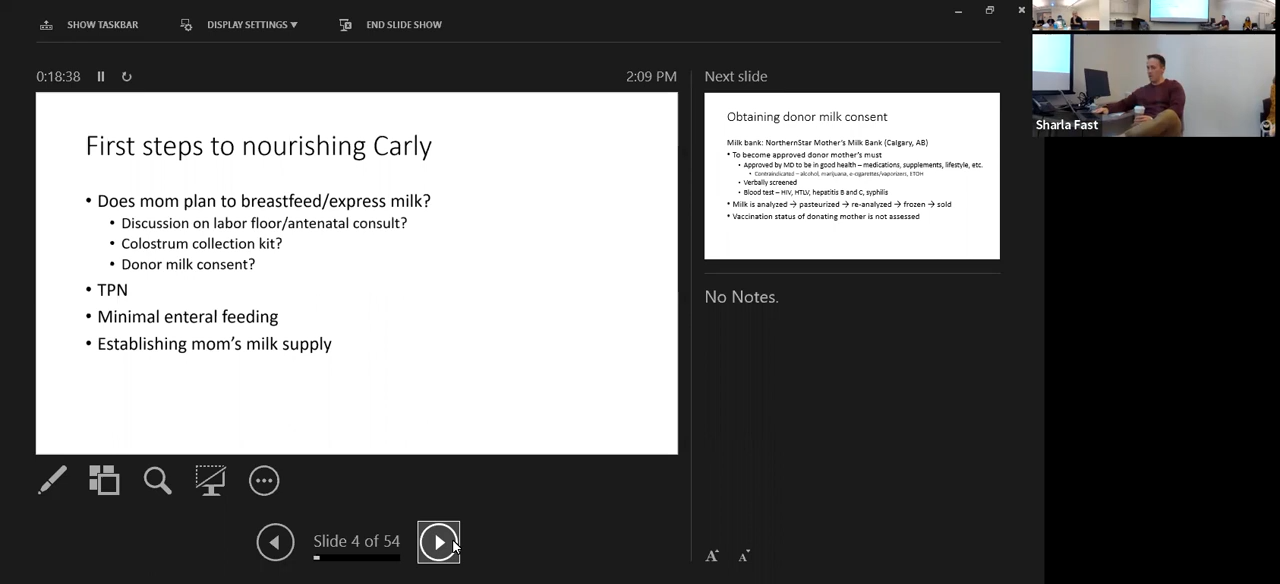 SHOW TASKBAR
DISPLAY SETTINGS ▼
END SLIDE SHOW
0:18:38
2:09 PM
First steps to nourishing Carly
• Does mom plan to breastfeed/express milk?
• Discussion on labor floor/antenatal consult?
• Colostrum collection kit?
• Donor milk consent?
• TPN
• Minimal enteral feeding
• Establishing mom's milk supply
Slide 4 of 54
Next slide
Obtaining donor milk consent
Milk bank: NorthernStar Mother's Milk Bank (Calgary, AB)
• To become approved donor mother's must
• Approved by MD to be in good health – medications, supplements, lifestyle, etc.
• Contraindicated – alcohol, marijuana, e-cigarettes/vaporizers, ETOH
• Verbally screened
• Blood test – HIV, HTLV, hepatitis B and C, syphilis
• Milk is analyzed → pasteurized → re-analyzed → frozen → sold
• Vaccination status of donating mother is not assessed
No Notes.
A A
Sharla Fast